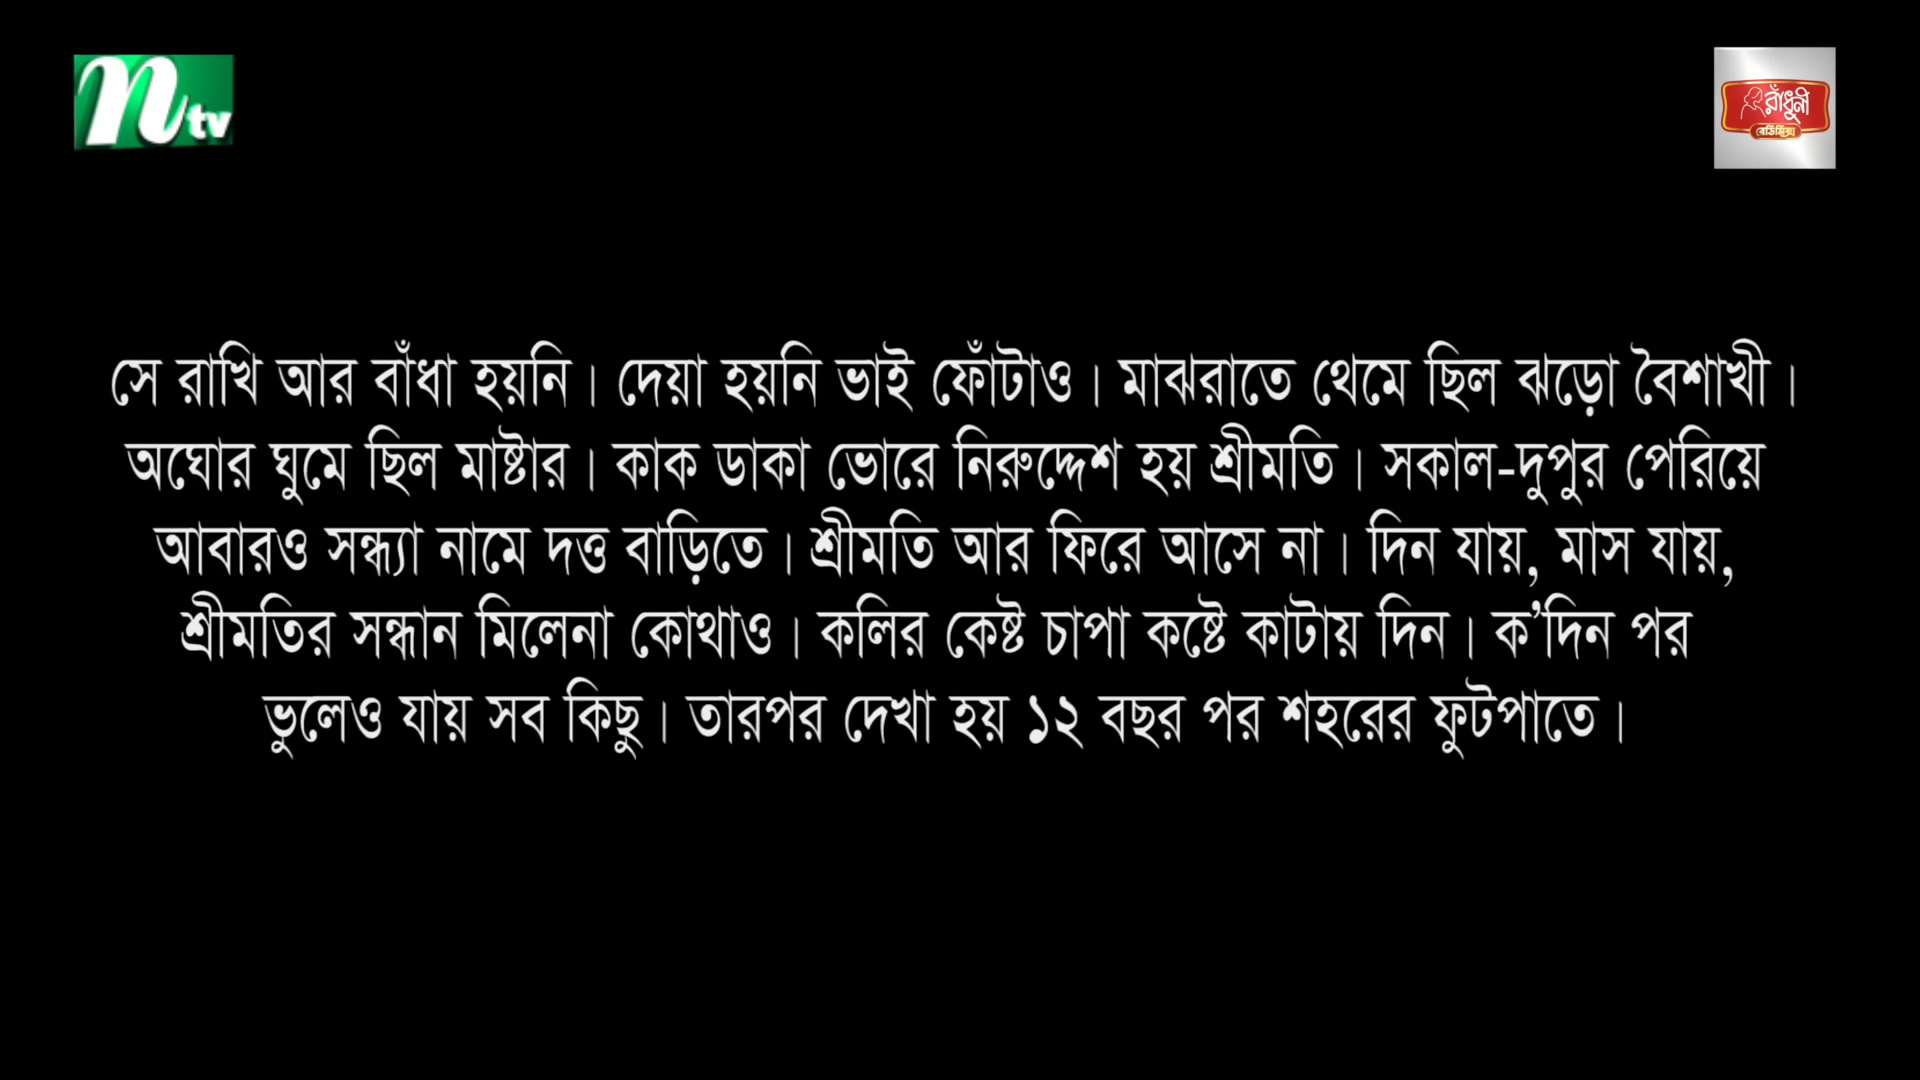 ntv
রাঁধুনী
রেডিমিক্স
সে রাখি আর বাঁধা হয়নি। দেয়া হয়নি ভাই ফোঁটাও। মাঝরাতে থেমে ছিল ঝড়ো বৈশাখী।
অঘোর ঘুমে ছিল মাষ্টার। কাক ডাকা ভোরে নিরুদ্দেশ হয় শ্রীমতি। সকাল-দুপুর পেরিয়ে
আবারও সন্ধ্যা নামে দত্ত বাড়িতে। শ্রীমতি আর ফিরে আসে না। দিন যায়, মাস যায়,
শ্রীমতির সন্ধান মিলেনা কোথাও। কলির কেষ্ট চাপা কষ্টে কাটায় দিন। ক’দিন পর
ভুলেও যায় সব কিছু। তারপর দেখা হয় ১২ বছর পর শহরের ফুটপাতে।